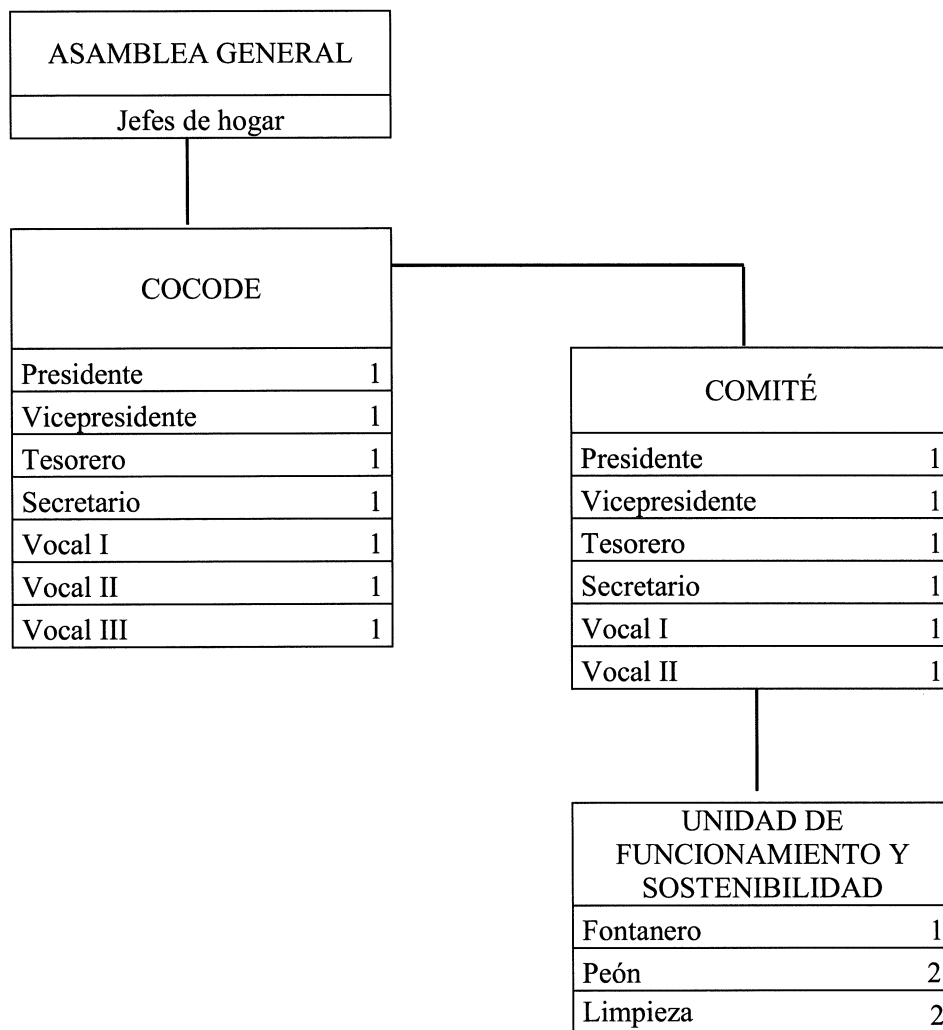 ASAMBLEA GENERAL
Jefes de hogar
COCODE
Presidente 1
Vicepresidente 1
Tesorero 1
Secretario 1
Vocal I 1
Vocal II 1
Vocal III 1
COMITÉ
Presidente 1
Vicepresidente 1
Tesorero 1
Secretario 1
Vocal I 1
Vocal II 1
UNIDAD DE
FUNCIONAMIENTO Y
SOSTENIBILIDAD
Fontanero 1
Peón 2
Limpieza 2